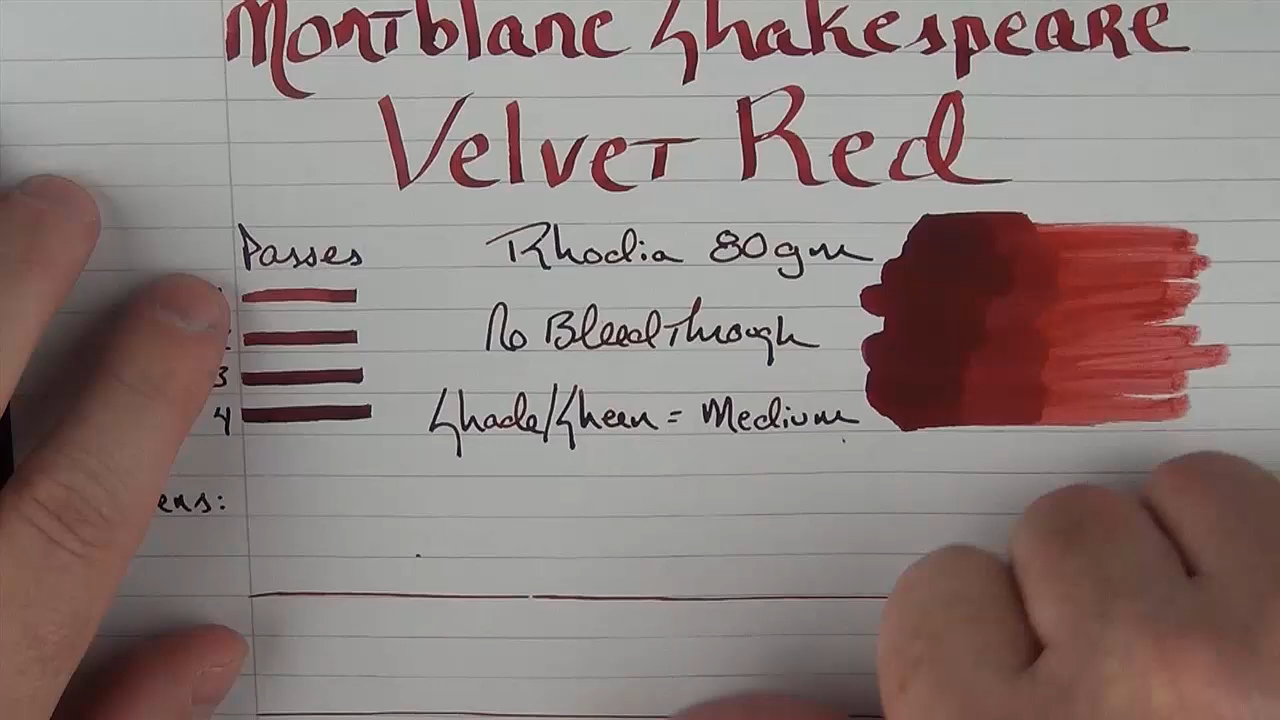 Montblanc Shakespeare
Velvet Red
Passes
Rhodia 80gm
No Bleedthrough
3
4
Shade/Sheen = Medium
ens: